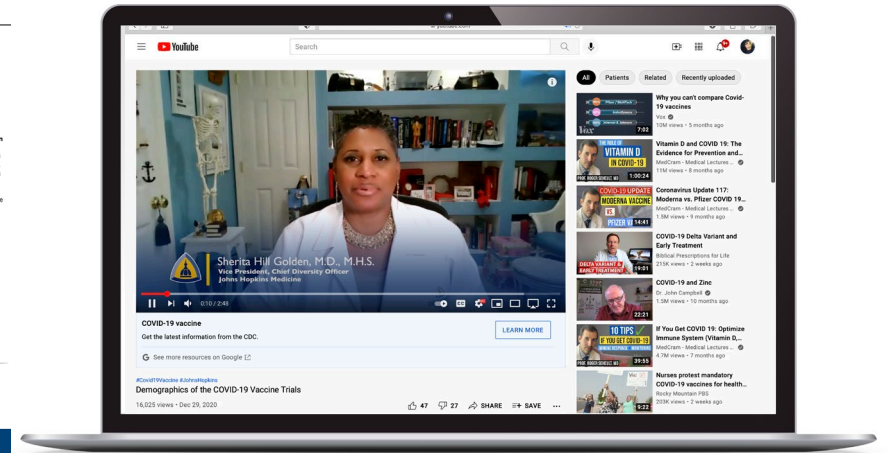 YouTube
Search
9+
All
Patients
Related
Recently uploaded
Sherita Hill Golden, M.D., M.H.S.
Vice President, Chief Diversity Officer
Johns Hopkins Medicine
0:10 / 2:48
COVID-19 vaccine
Get the latest information from the CDC.
LEARN MORE
See more resources on Google
#Covid19Vaccine #JohnsHopkins
Demographics of the COVID-19 Vaccine Trials
16,025 views • Dec 29, 2020
47
27
SHARE
SAVE
Vox
7:02
Why you can't compare Covid-
19 vaccines
Vox
10M views • 5 months ago
THE ROLE OF
VITAMIN D
IN COVID-19
1:00:24
Vitamin D and COVID 19: The
Evidence for Prevention and...
MedCram - Medical Lectures ...
11M views • 8 months ago
COVID-19 UPDATE
MODERNA VACCINE
VS.
PFIZER
14:41
Coronavirus Update 117:
Moderna vs. Pfizer COVID 19...
MedCram - Medical Lectures ...
1.9M views • 9 months ago
DELTA VARIANT &
EARLY TREATMENT
19:01
COVID-19 Delta Variant and
Early Treatment
Biblical Prescriptions for Life
215K views • 2 weeks ago
22:21
COVID-19 and Zinc
Dr. John Campbell
1.5M views • 10 months ago
10 TIPS
IF YOU GET COVID-19
39:55
If You Get COVID 19: Optimize
Immune System (Vitamin D,...
MedCram - Medical Lectures ...
4.7M views • 7 months ago
9:22
Nurses protest mandatory
COVID-19 vaccines for health...
Rocky Mountain PBS
203K views • 2 weeks ago